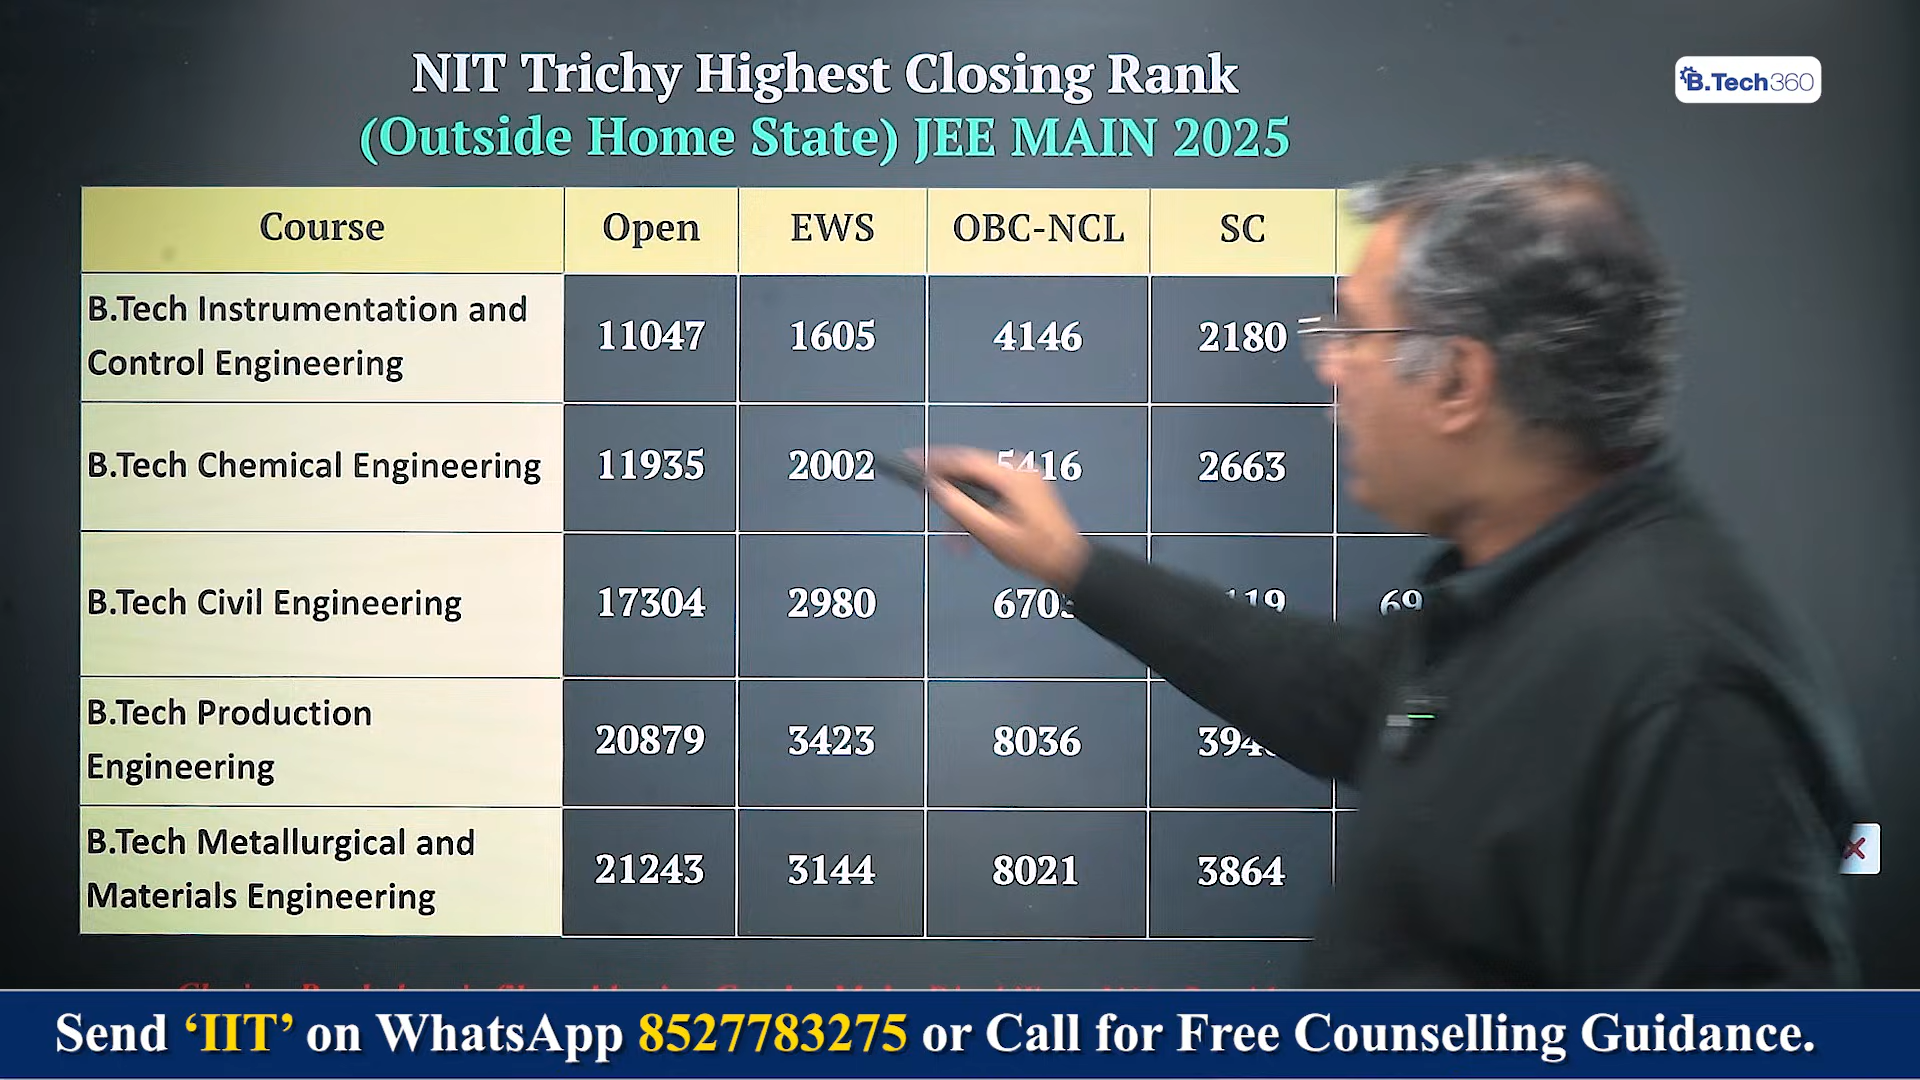 NIT Trichy Highest Closing Rank
(Outside Home State) JEE MAIN 2025
B.Tech360
Course Open EWS OBC-NCL SC
B.Tech Instrumentation and
Control Engineering
11047 1605 4146 2180
B.Tech Chemical Engineering 11935 2002 5416 2663
B.Tech Civil Engineering 17304 2980
B.Tech Production
Engineering
20879 3423 8036
B.Tech Metallurgical and
Materials Engineering
21243 3144 8021 3864
Send ‘IIT’ on WhatsApp 8527783275 or Call for Free Counselling Guidance.